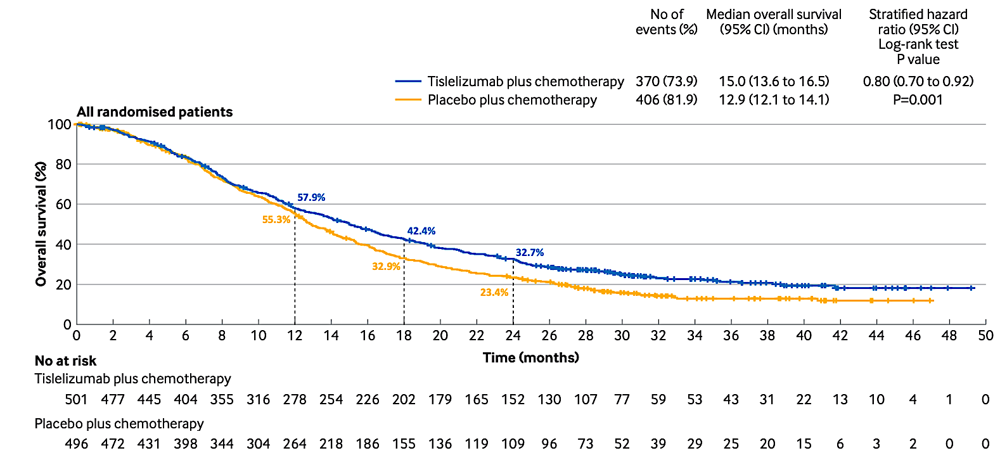 No of Median overall survival Stratified hazard
events (%) (95% CI) (months) ratio (95% CI)
Log-rank test
P value
Tislelizumab plus chemotherapy 370 (73.9) 15.0 (13.6 to 16.5) 0.80 (0.70 to 0.92)
Placebo plus chemotherapy 406 (81.9) 12.9 (12.1 to 14.1) P=0.001
All randomised patients
Overall survival (%)
100
80
60
40
20
0
57.9%
55.3%
42.4%
32.9%
32.7%
23.4%
0 2 4 6 8 10 12 14 16 18 20 22 24 26 28 30 32 34 36 38 40 42 44 46 48 50
Time (months)
No at risk
Tislelizumab plus chemotherapy
501 477 445 404 355 316 278 254 226 202 179 165 152 130 107 77 59 53 43 31 22 13 10 4 1 0
Placebo plus chemotherapy
496 472 431 398 344 304 264 218 186 155 136 119 109 96 73 52 39 29 25 20 15 6 3 2 0 0